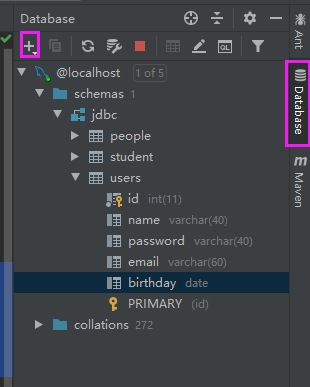 Database
QL
@localhost 1 of 5
schemas 1
jdbc
people
student
users
id int(11)
name varchar(40)
password varchar(40)
email varchar(60)
birthday date
PRIMARY (id)
collations 272
Ant
Database
m Maven